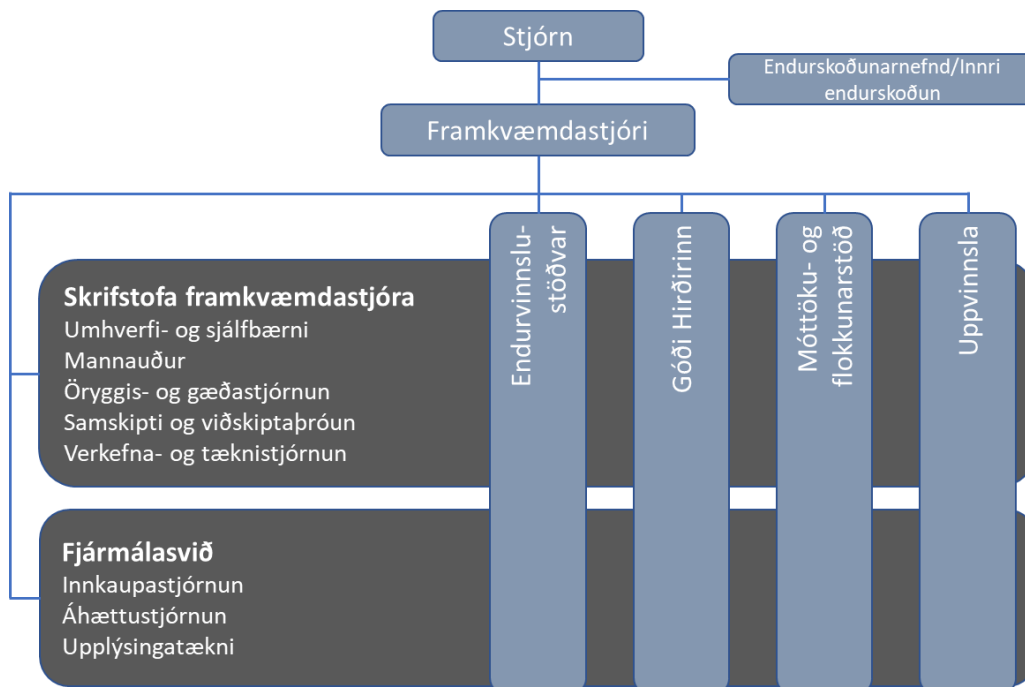 Stjórn
Endurskoðunarnefnd/Innri
endurskoðun
Framkvæmdastjóri
Endurvinnslu-
stöðvar
Góði Hirðirinn
Móttöku- og
flokkunarstöð
Uppvinnsla
Skrifstofa framkvæmdastjóra
Umhverfi- og sjálfbærni
Mannauður
Öryggis- og gæðastjórnun
Samskipti og viðskiptaþróun
Verkefna- og tæknistjórnun
Fjármálasvið
Innkaupastjórnun
Áhættustjórnun
Upplýsingatækni